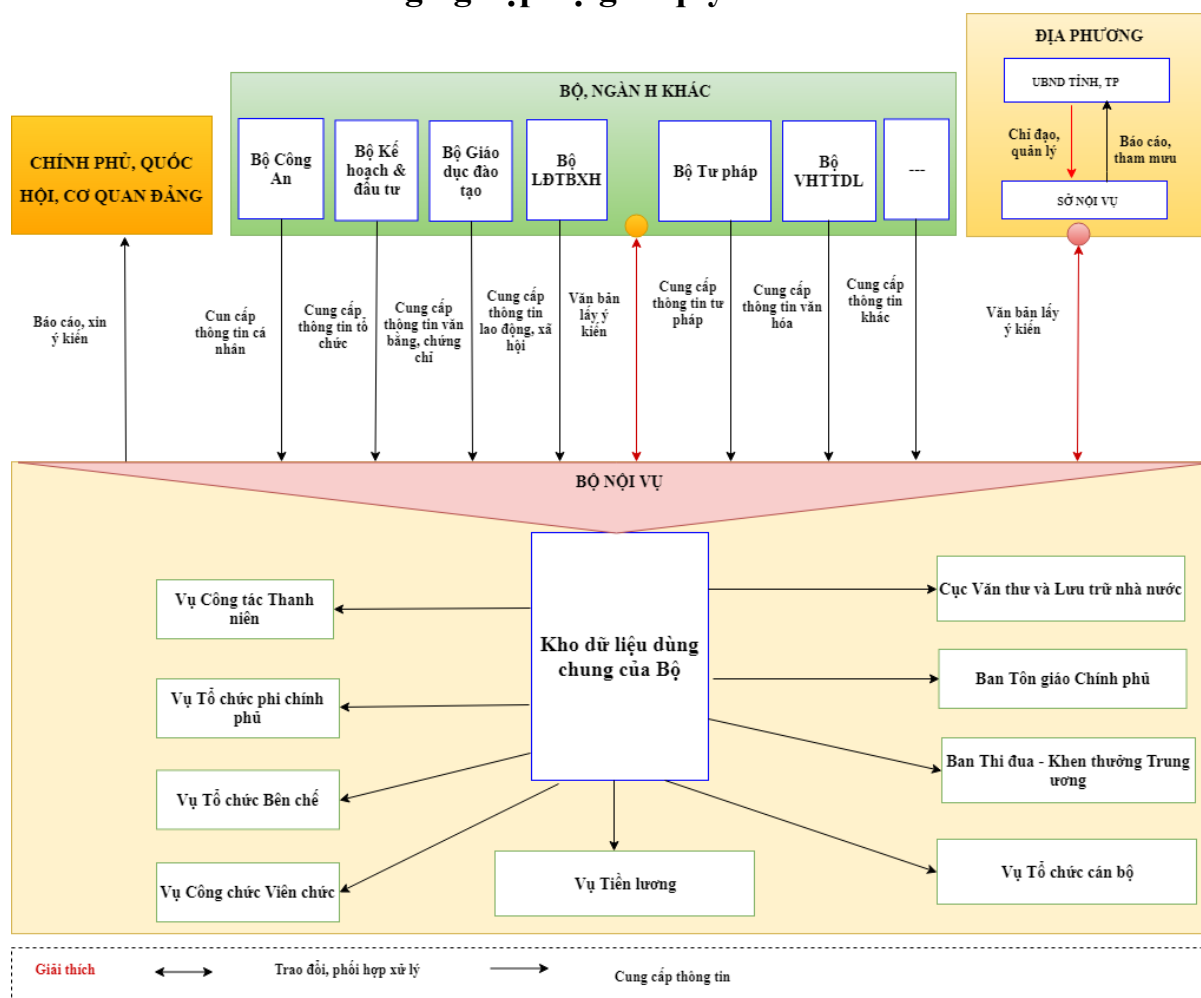 ĐỊA PHƯƠNG
UBND TỈNH, TP
Chỉ đạo,
quản lý
Báo cáo,
tham mưu
SỞ NỘI VỤ
BỘ, NGÀN H KHÁC
Bộ Công
An
Bộ Kế
hoạch &
đầu tư
Bộ Giáo
dục đào
tạo
Bộ
LĐTBXH
Bộ Tư pháp
Bộ
VHTTDL
---
CHÍNH PHỦ, QUỐC
HỘI, CƠ QUAN ĐẢNG
Báo cáo, xin
ý kiến
Cun cấp
thông tin cá
nhân
Cung cấp
thông tin tổ
chức
Cung cấp
thông tin văn
bằng, chứng
chỉ
Cung cấp
thông tin
lao động, xã
hội
Văn bản
lấy ý
kiến
Cung cấp
thông tin tư
pháp
Cung cấp
thông tin văn
hóa
Cung cấp
thông tin
khác
Văn bản lấy
ý kiến
BỘ NỘI VỤ
Kho dữ liệu dùng
chung của Bộ
Vụ Công tác Thanh
niên
Vụ Tổ chức phi chính
phủ
Vụ Tổ chức Bên chế
Vụ Công chức Viên chức
Vụ Tiền lương
Cục Văn thư và Lưu trữ nhà nước
Ban Tôn giáo Chính phủ
Ban Thi đua - Khen thưởng Trung
ương
Vụ Tổ chức cán bộ
Giải thích
Trao đổi, phối hợp xử lý
Cung cấp thông tin